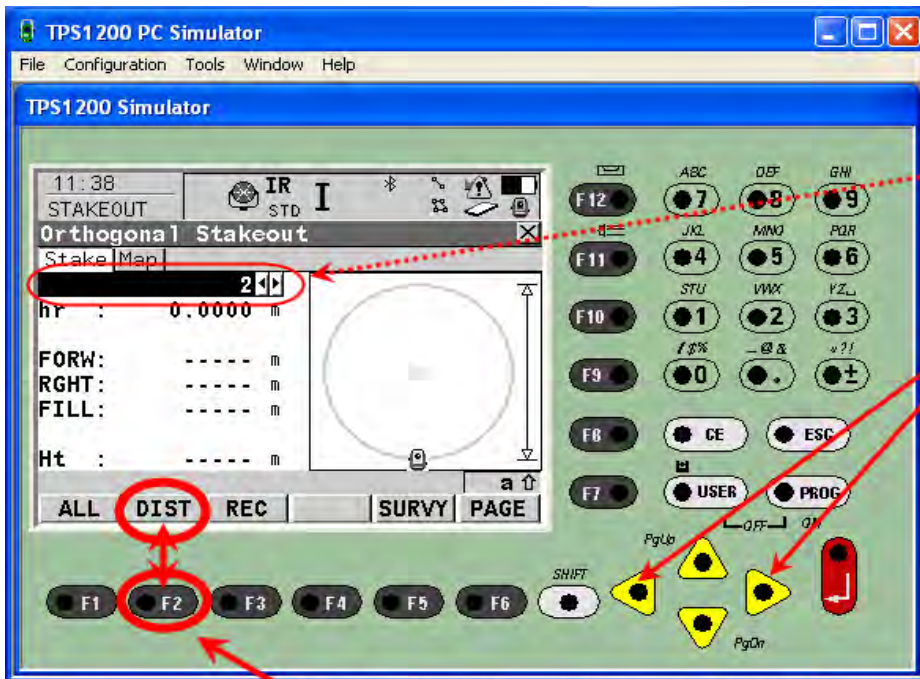 TPS1200 PC Simulator
File Configuration Tools Window Help
TPS1200 Simulator
11:38
STAKEOUT
IR
STD
I
Orthogonal Stakeout
Stake Map
2
hr : 0.0000 m
FORW: ----- m
RGHT: ----- m
FILL: ----- m
Ht : ----- m
a
ALL DIST REC SURVY PAGE
F1 F2 F3 F4 F5 F6
SHIFT
F12
F11
F10
F9
F8
F7
ABC DEF GHI
7 8 9
JKL MNO PQR
4 5 6
STU VWX YZ
1 2 3
/$% _@& *?!
0 . ±
CE ESC
USER PROG
OFF ON
PgUp
PgDn